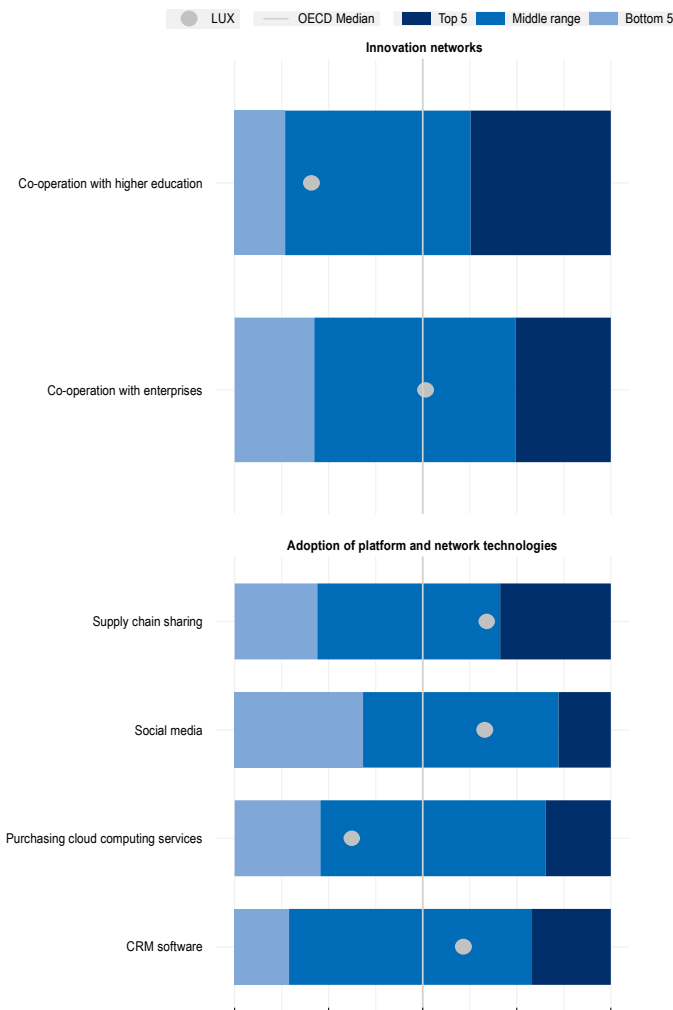 LUX OECD Median Top 5 Middle range Bottom 5
Innovation networks
Co-operation with higher education
Co-operation with enterprises
Adoption of platform and network technologies
Supply chain sharing
Social media
Purchasing cloud computing services
CRM software